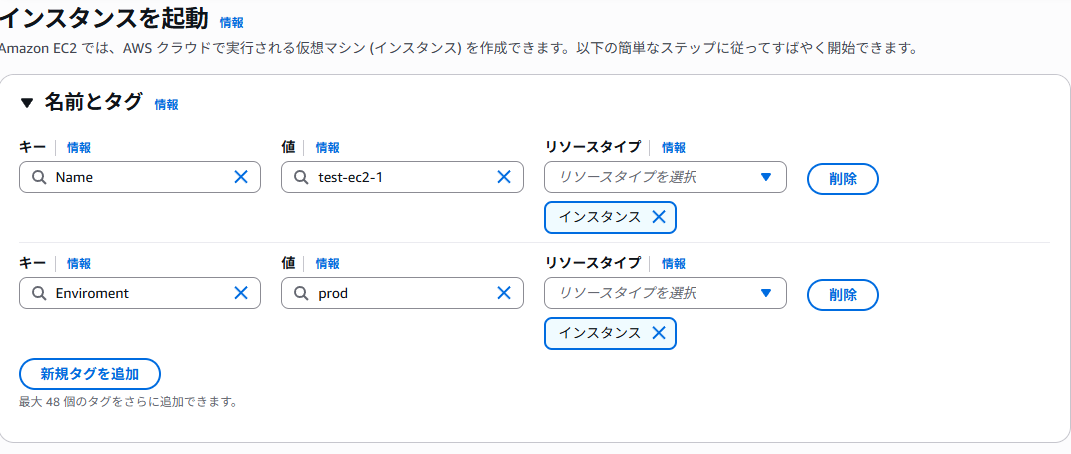 インスタンスを起動 情報
Amazon EC2 では、AWS クラウドで実行される仮想マシン (インスタンス) を作成できます。以下の簡単なステップに従ってすばやく開始できます。
名前とタグ 情報
キー 情報 値 情報 リソースタイプ 情報
Name test-ec2-1 リソースタイプを選択 削除
インスタンス
キー 情報 値 情報 リソースタイプ 情報
Enviroment prod リソースタイプを選択 削除
インスタンス
新規タグを追加
最大 48 個のタグをさらに追加できます。